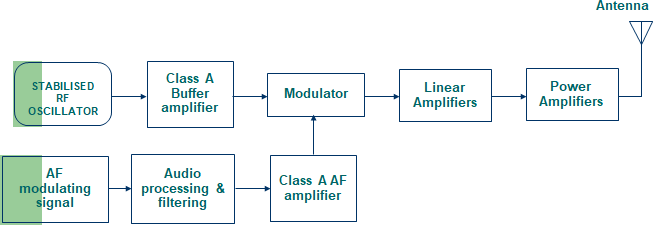 Antenna
STABILISED
RF
OSCILLATOR
Class A
Buffer
amplifier
Modulator
Linear
Amplifiers
Power
Amplifiers
AF
modulating
signal
Audio
processing &
filtering
Class A AF
amplifier